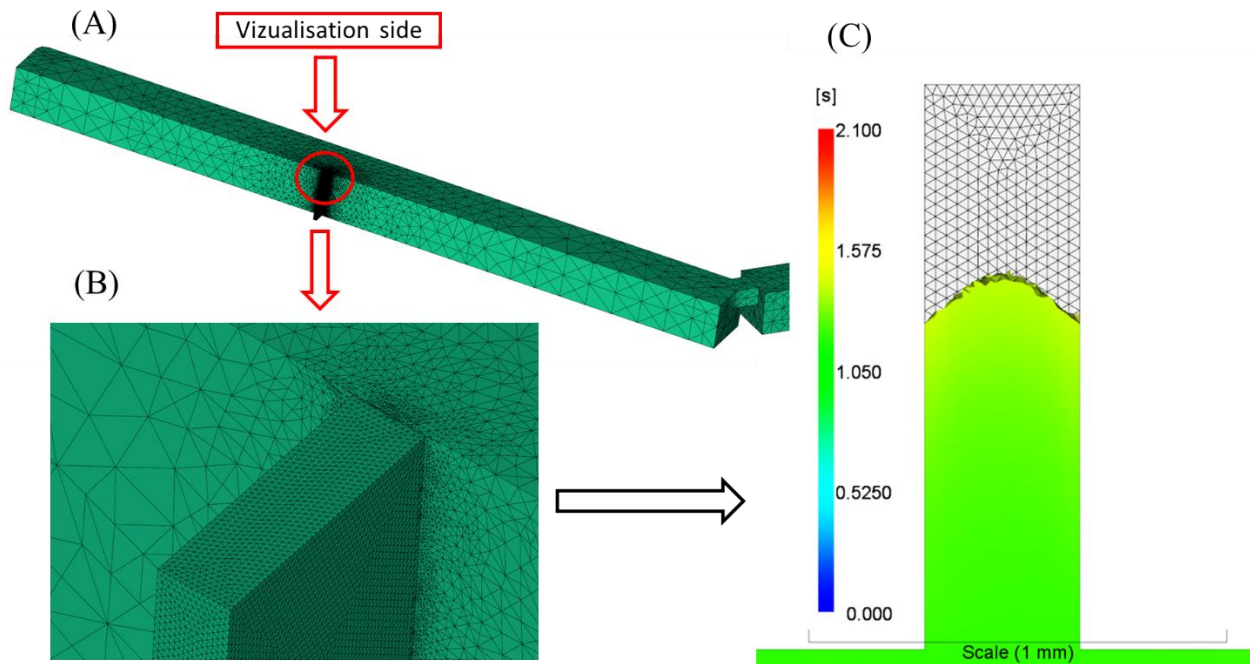 (A)
Vizualisation side
(B)
(C)
[s]
2.100
1.575
1.050
0.5250
0.000
Scale (1 mm)